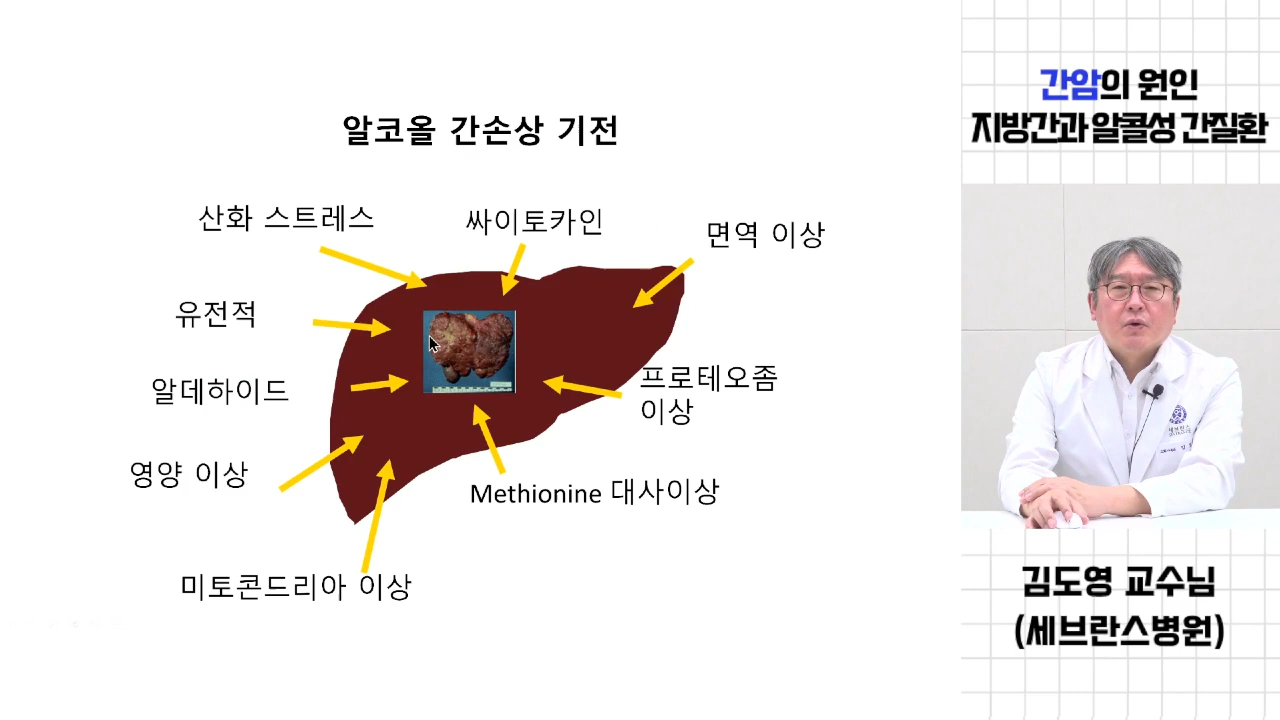 알코올 간손상 기전
산화 스트레스
싸이토카인
면역 이상
유전적
알데하이드
프로테오좀
이상
영양 이상
Methionine 대사이상
미토콘드리아 이상
간암의 원인
지방간과 알콜성 간질환
세브란스
김도영 교수님
(세브란스병원)